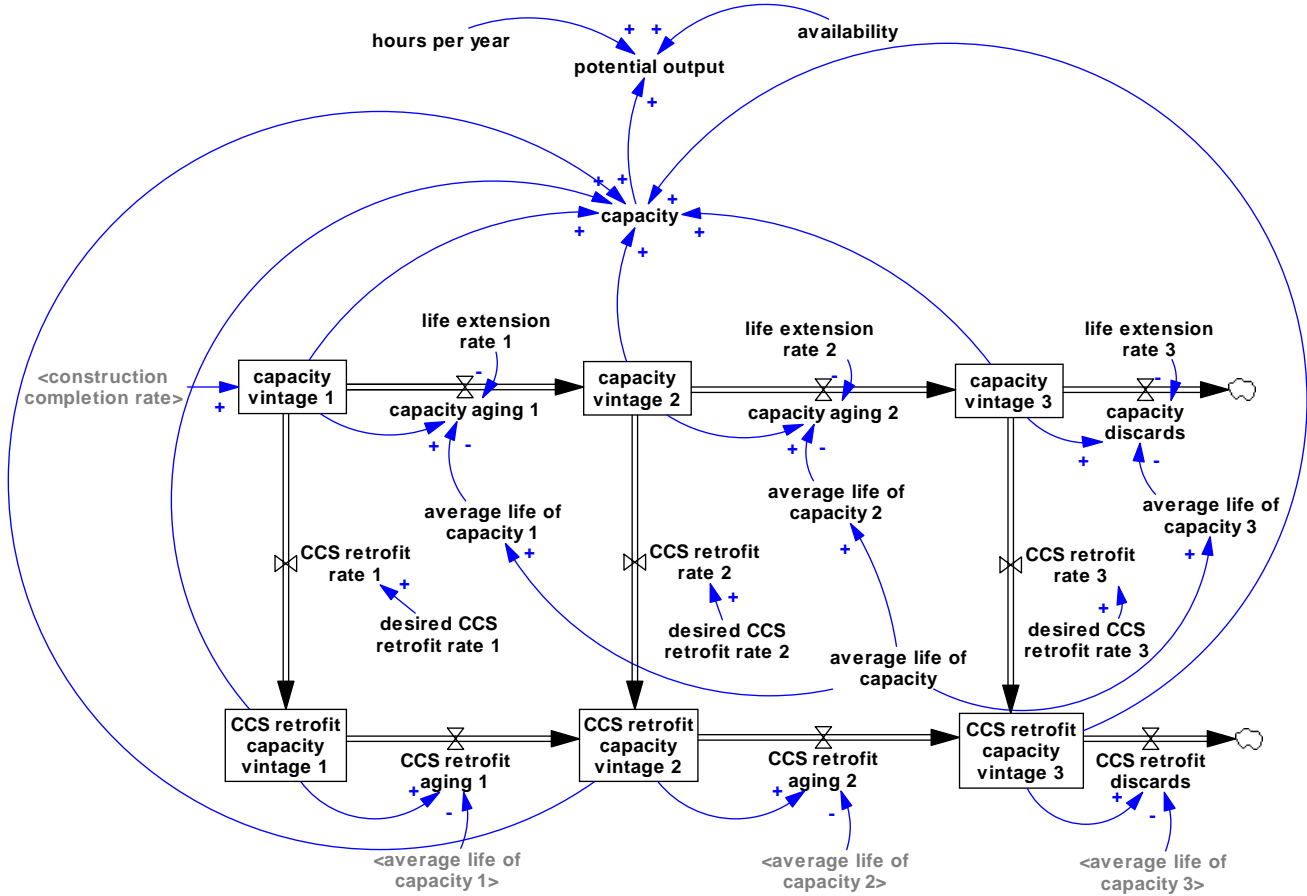 hours per year
availability
potential output
+
+
+
capacity
+
+
+
+
+
+
life extension
rate 1
life extension
rate 2
life extension
rate 3
<construction
completion rate>
+
capacity
vintage 1
-
capacity aging 1
+
-
capacity
vintage 2
-
capacity aging 2
+
-
capacity
vintage 3
-
capacity
discards
+
-
average life of
capacity 1
+
average life of
capacity 2
+
average life of
capacity 3
+
CCS retrofit
rate 1
+
desired CCS
retrofit rate 1
CCS retrofit
rate 2
+
desired CCS
retrofit rate 2
CCS retrofit
rate 3
+
desired CCS
retrofit rate 3
average life of
capacity
CCS retrofit
capacity
vintage 1
CCS retrofit
aging 1
+
-
CCS retrofit
capacity
vintage 2
CCS retrofit
aging 2
+
-
CCS retrofit
capacity
vintage 3
CCS retrofit
discards
+
-
<average life of
capacity 1>
<average life of
capacity 2>
<average life of
capacity 3>